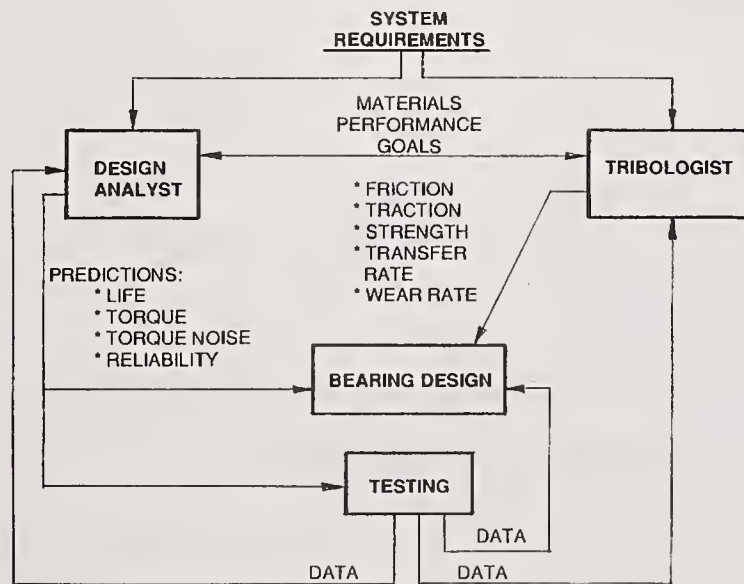 SYSTEM
REQUIREMENTS
MATERIALS
PERFORMANCE
GOALS
DESIGN
ANALYST
TRIBOLOGIST
* FRICTION
* TRACTION
* STRENGTH
* TRANSFER
RATE
* WEAR RATE
PREDICTIONS:
* LIFE
* TORQUE
* TORQUE NOISE
* RELIABILITY
BEARING DESIGN
TESTING
DATA
DATA
DATA